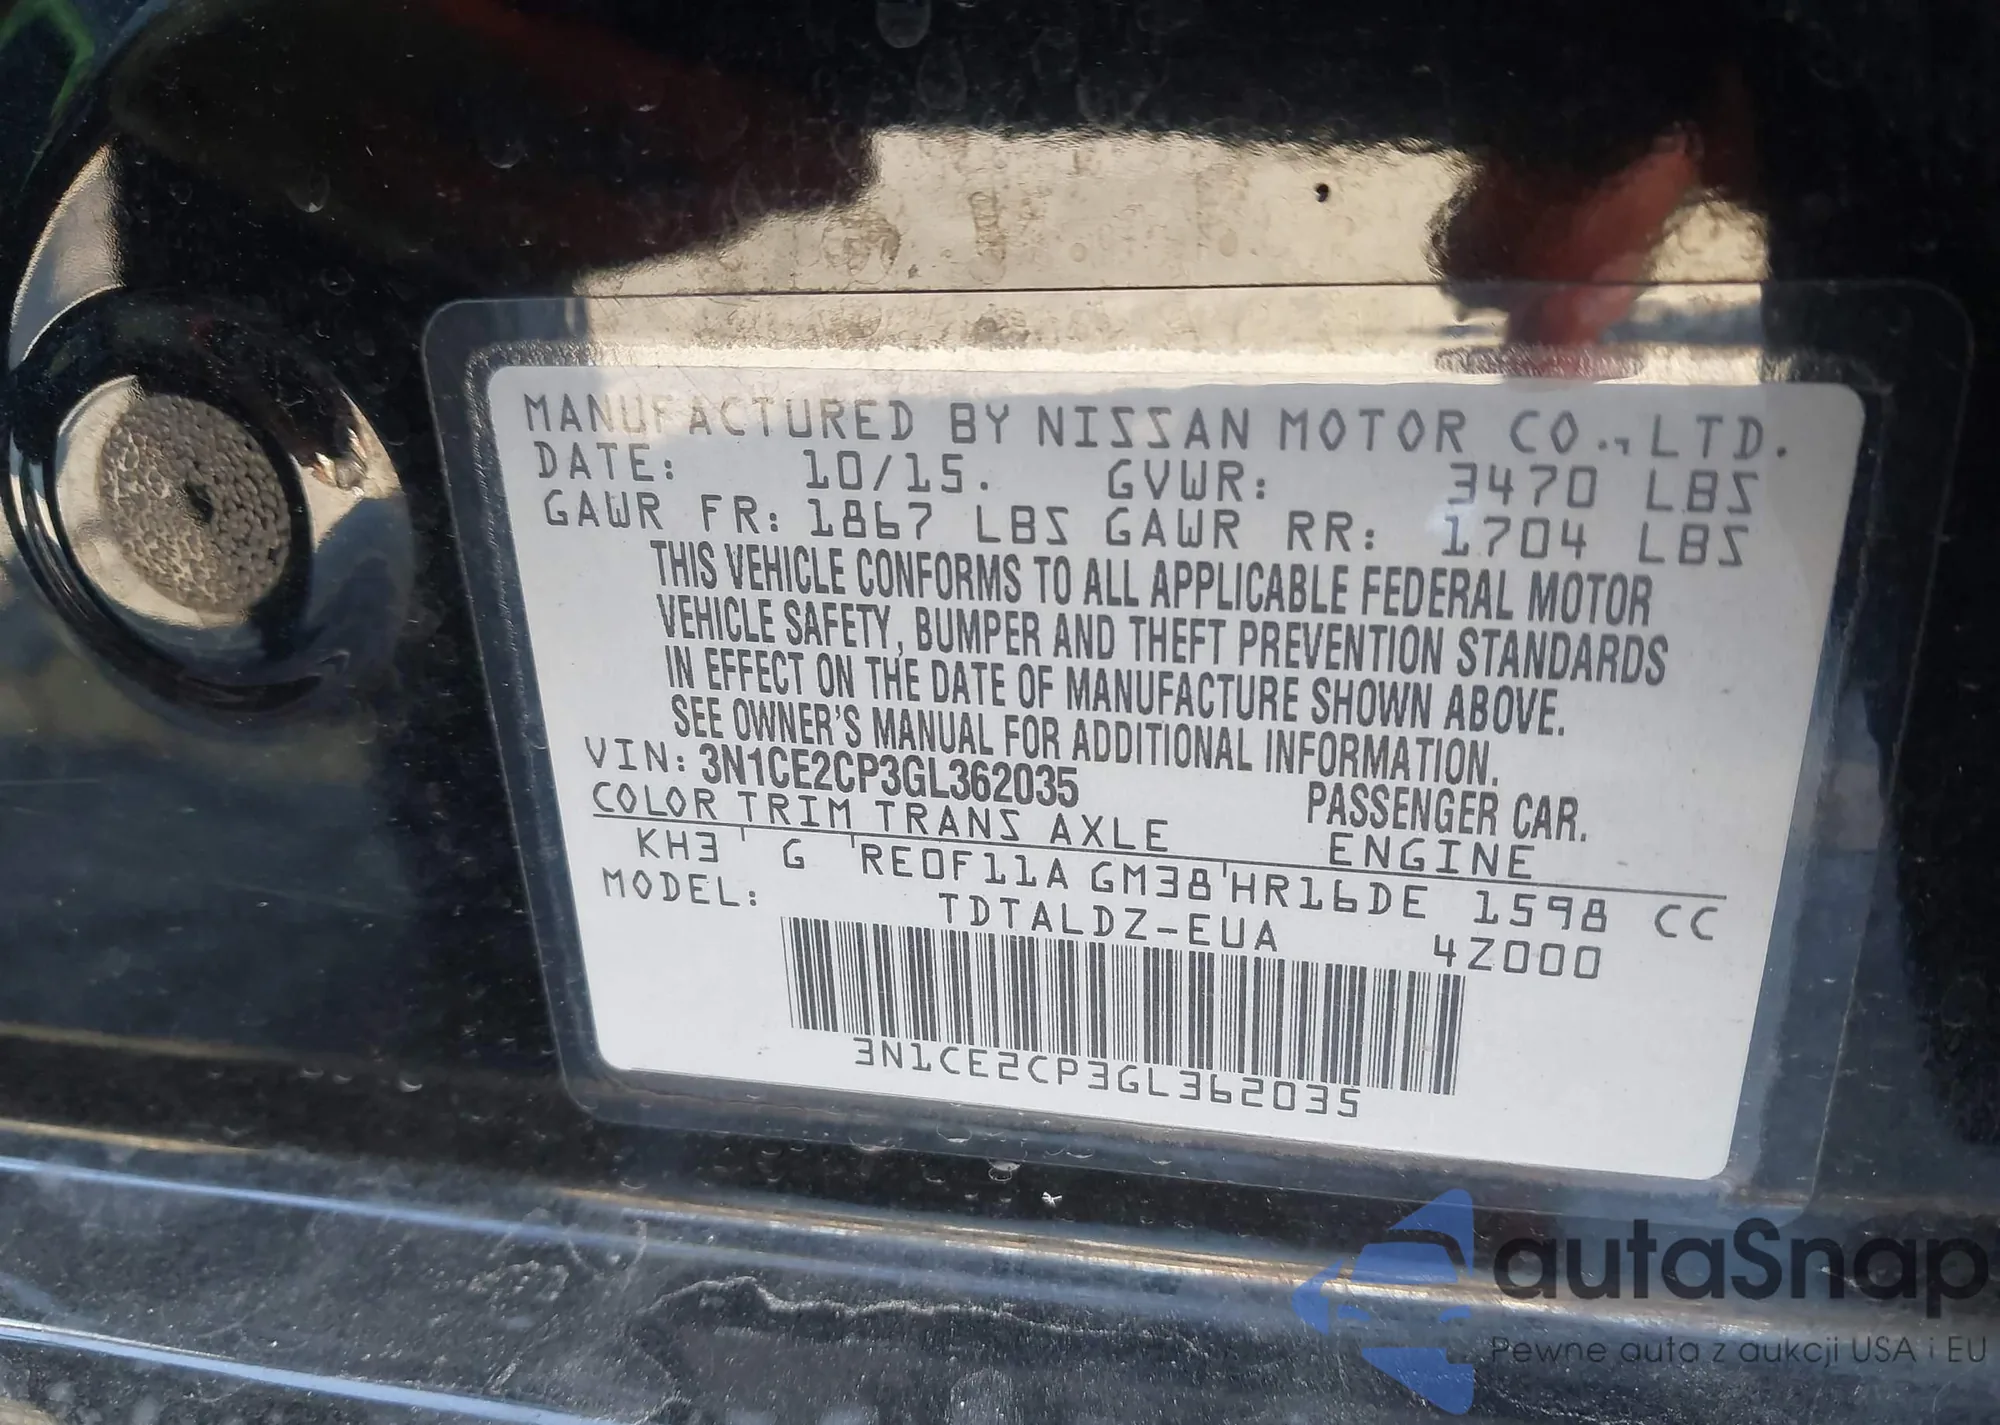 MANUFACTURED BY NISSAN MOTOR CO., LTD.
DATE: 10/15. GVWR: 3470 LBS
GAWR FR: 1867 LBS GAWR RR: 1704 LBS
THIS VEHICLE CONFORMS TO ALL APPLICABLE FEDERAL MOTOR
VEHICLE SAFETY, BUMPER AND THEFT PREVENTION STANDARDS
IN EFFECT ON THE DATE OF MANUFACTURE SHOWN ABOVE.
SEE OWNER'S MANUAL FOR ADDITIONAL INFORMATION.
VIN: 3N1CE2CP3GL362035 PASSENGER CAR.
COLOR TRIM TRANS AXLE ENGINE
KH3 ' G 'RE0F11A GM38'HR16DE 1598 CC
MODEL: TDTALDZ-EUA 4Z000
3N1CE2CP3GL362035
autaSnap!
Pewne auta z aukcji USA i EU